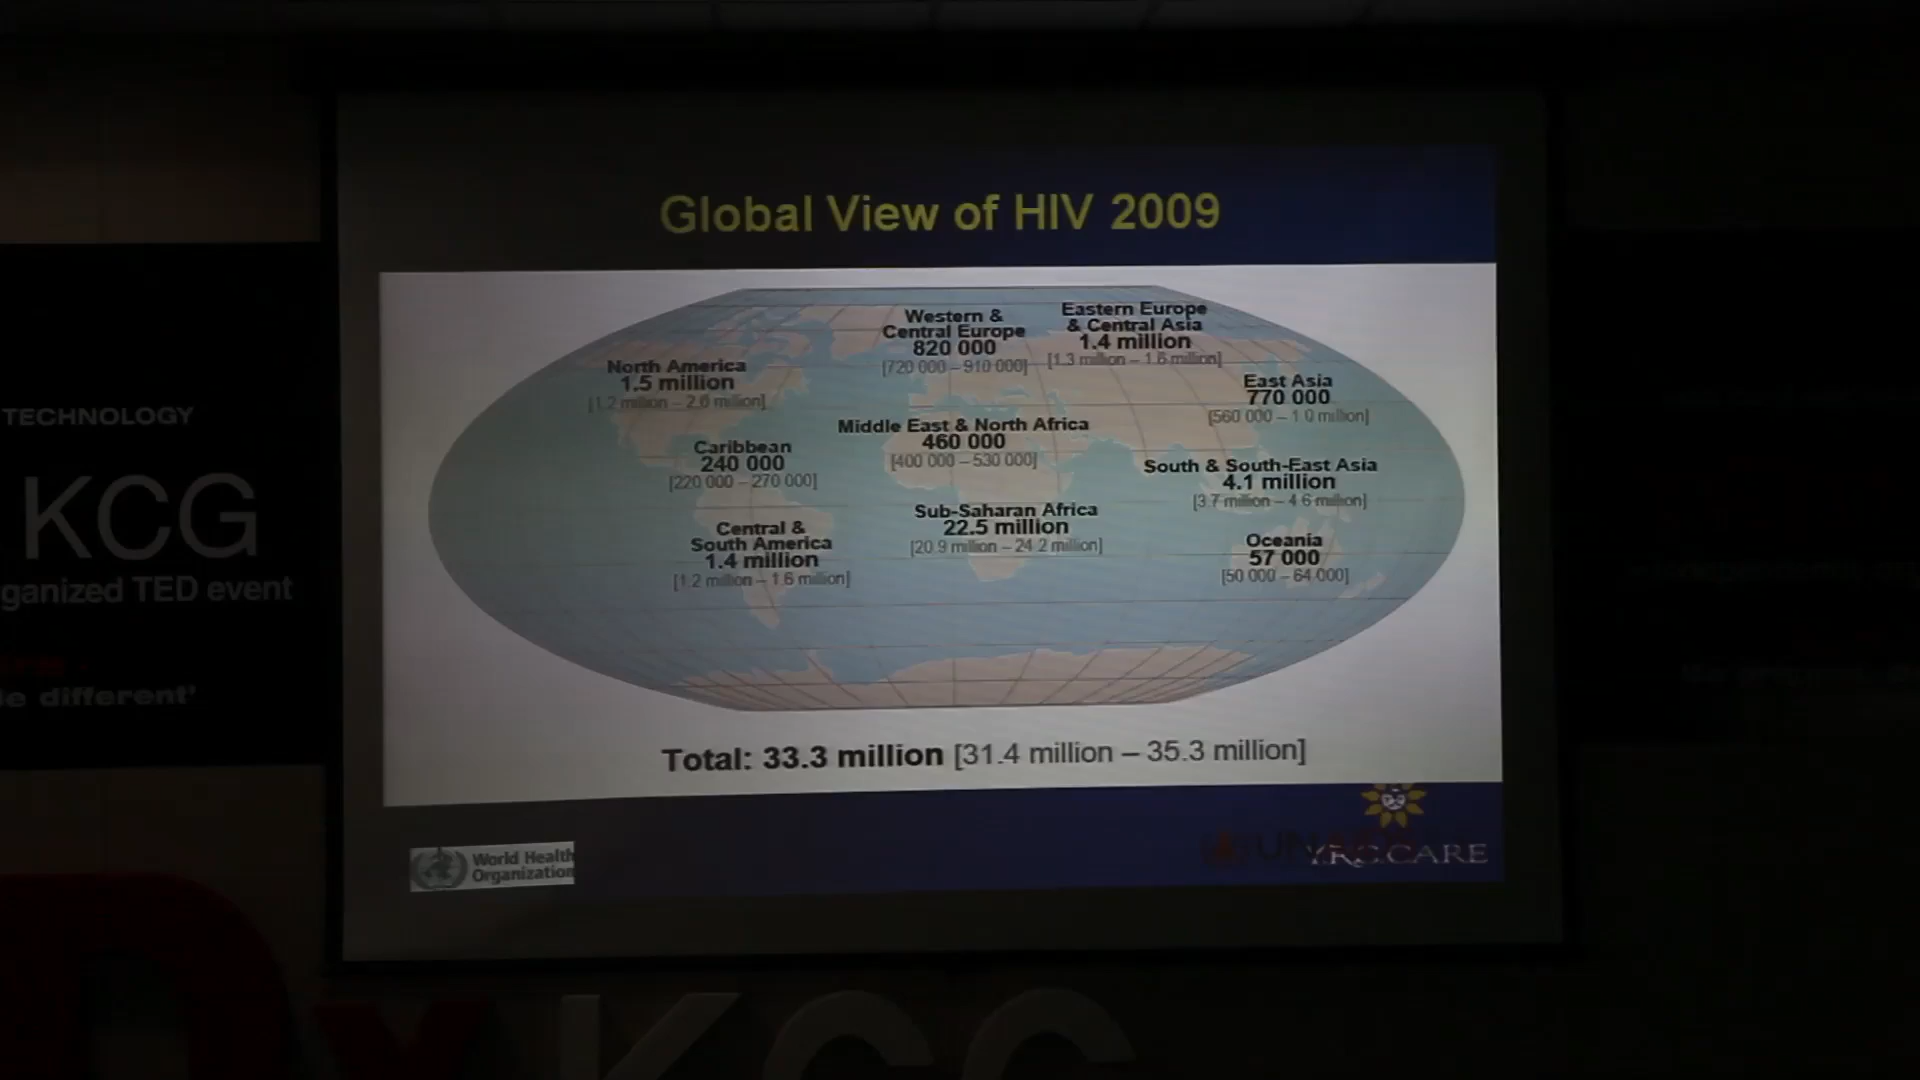 Global View of HIV 2009
Western &
Central Europe
820 000
[720 000 – 910 000]
Eastern Europe
& Central Asia
1.4 million
[1.3 million – 1.6 million]
North America
1.5 million
[1.2 million – 2.0 million]
East Asia
770 000
[560 000 – 1.0 million]
Middle East & North Africa
460 000
[400 000 – 530 000]
Caribbean
240 000
[220 000 – 270 000]
South & South-East Asia
4.1 million
[3.7 million – 4.6 million]
Sub-Saharan Africa
22.5 million
[20.9 million – 24.2 million]
Central &
South America
1.4 million
[1.2 million – 1.6 million]
Oceania
57 000
[50 000 – 64 000]
Total: 33.3 million [31.4 million – 35.3 million]
World Health
Organization
YRG CARE
TECHNOLOGY
KCG
ganized TED event
e different'
x KCG